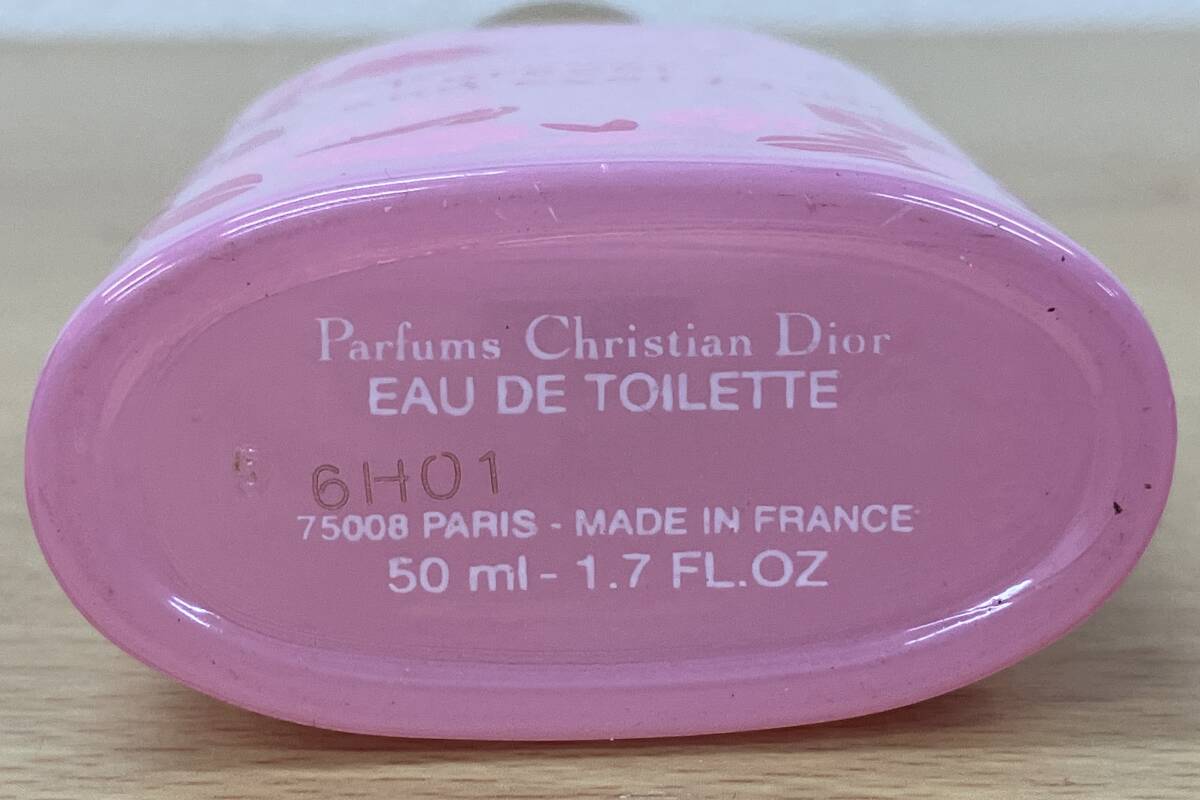 Parfums Christian Dior
EAU DE TOILETTE
6H01
75008 PARIS - MADE IN FRANCE
50 ml - 1.7 FL.OZ